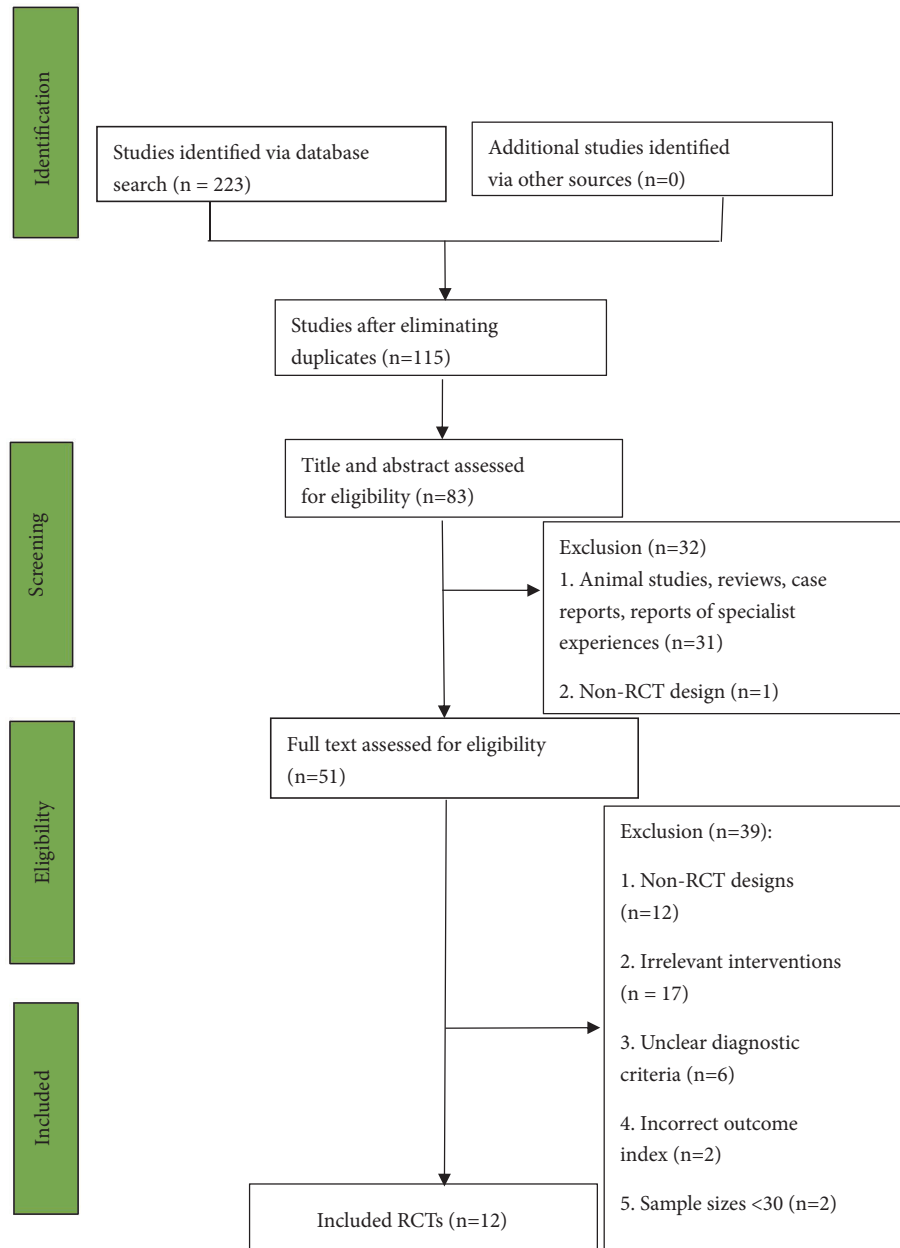 Identification
Studies identified via database
search (n = 223)
Additional studies identified
via other sources (n=0)
Studies after eliminating
duplicates (n=115)
Screening
Title and abstract assessed
for eligibility (n=83)
Exclusion (n=32)
1. Animal studies, reviews, case
reports, reports of specialist
experiences (n=31)
2. Non-RCT design (n=1)
Eligibility
Full text assessed for eligibility
(n=51)
Exclusion (n=39):
1. Non-RCT designs
(n=12)
2. Irrelevant interventions
(n = 17)
3. Unclear diagnostic
criteria (n=6)
4. Incorrect outcome
index (n=2)
5. Sample sizes <30 (n=2)
Included
Included RCTs (n=12)